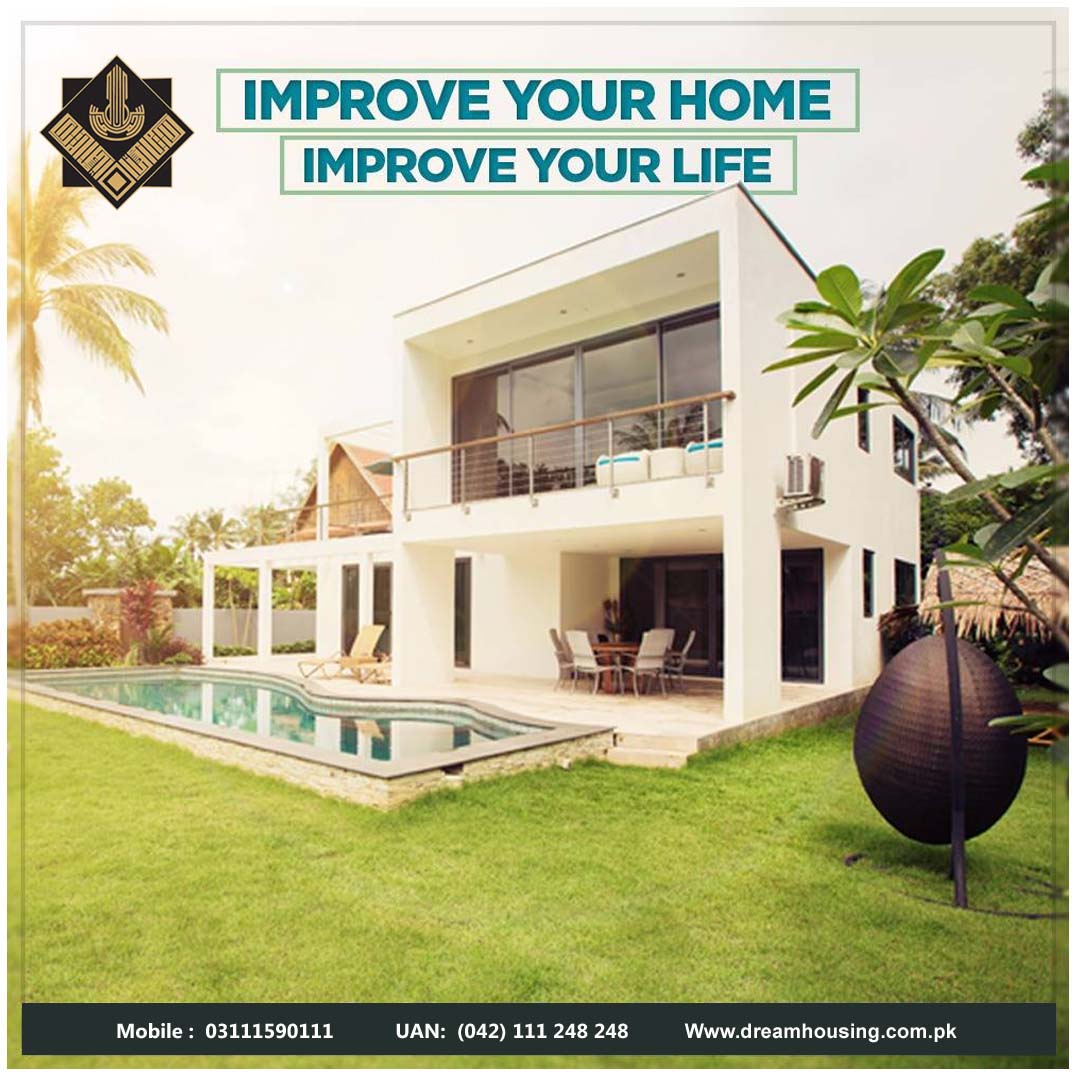 IMPROVE YOUR HOME
IMPROVE YOUR LIFE
Mobile : 03111590111 UAN: (042) 111 248 248 Www.dreamhousing.com.pk